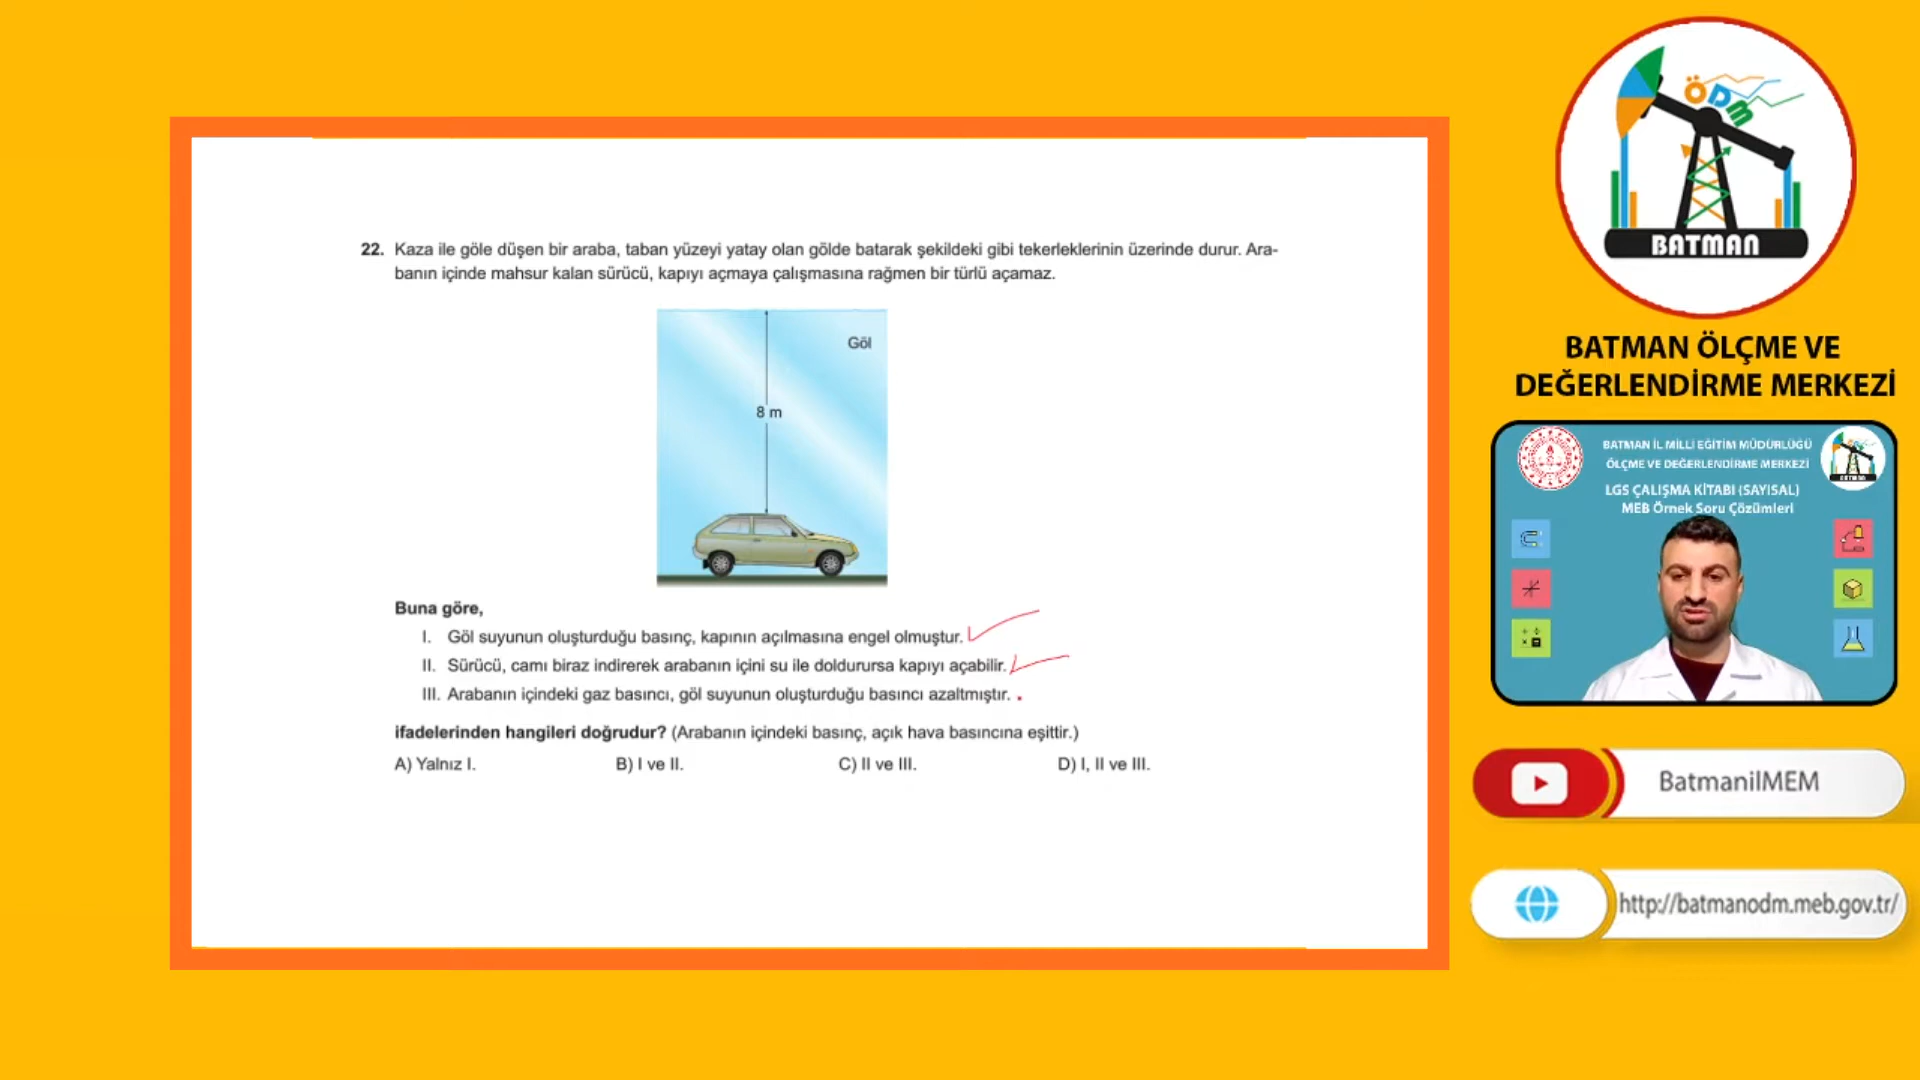 22. Kaza ile göle düşen bir araba, taban yüzeyi yatay olan gölde batarak şekildeki gibi tekerleklerinin üzerinde durur. Ara-
banın içinde mahsur kalan sürücü, kapıyı açmaya çalışmasına rağmen bir türlü açamaz.
Göl
8 m
Buna göre,
I. Göl suyunun oluşturduğu basınç, kapının açılmasına engel olmuştur.
II. Sürücü, camı biraz indirerek arabanın içini su ile doldurursa kapıyı açabilir.
III. Arabanın içindeki gaz basıncı, göl suyunun oluşturduğu basıncı azaltmıştır.
ifadelerinden hangileri doğrudur? (Arabanın içindeki basınç, açık hava basıncına eşittir.)
A) Yalnız I. B) I ve II. C) II ve III. D) I, II ve III.
ÖDM
BATMAN
BATMAN ÖLÇME VE
DEĞERLENDİRME MERKEZİ
BATMAN İL MİLLİ EĞİTİM MÜDÜRLÜĞÜ
ÖLÇME VE DEĞERLENDİRME MERKEZİ
LGS ÇALIŞMA KİTABI (SAYISAL)
MEB Örnek Soru Çözümleri
BatmanilMEM
http://batmanodm.meb.gov.tr/